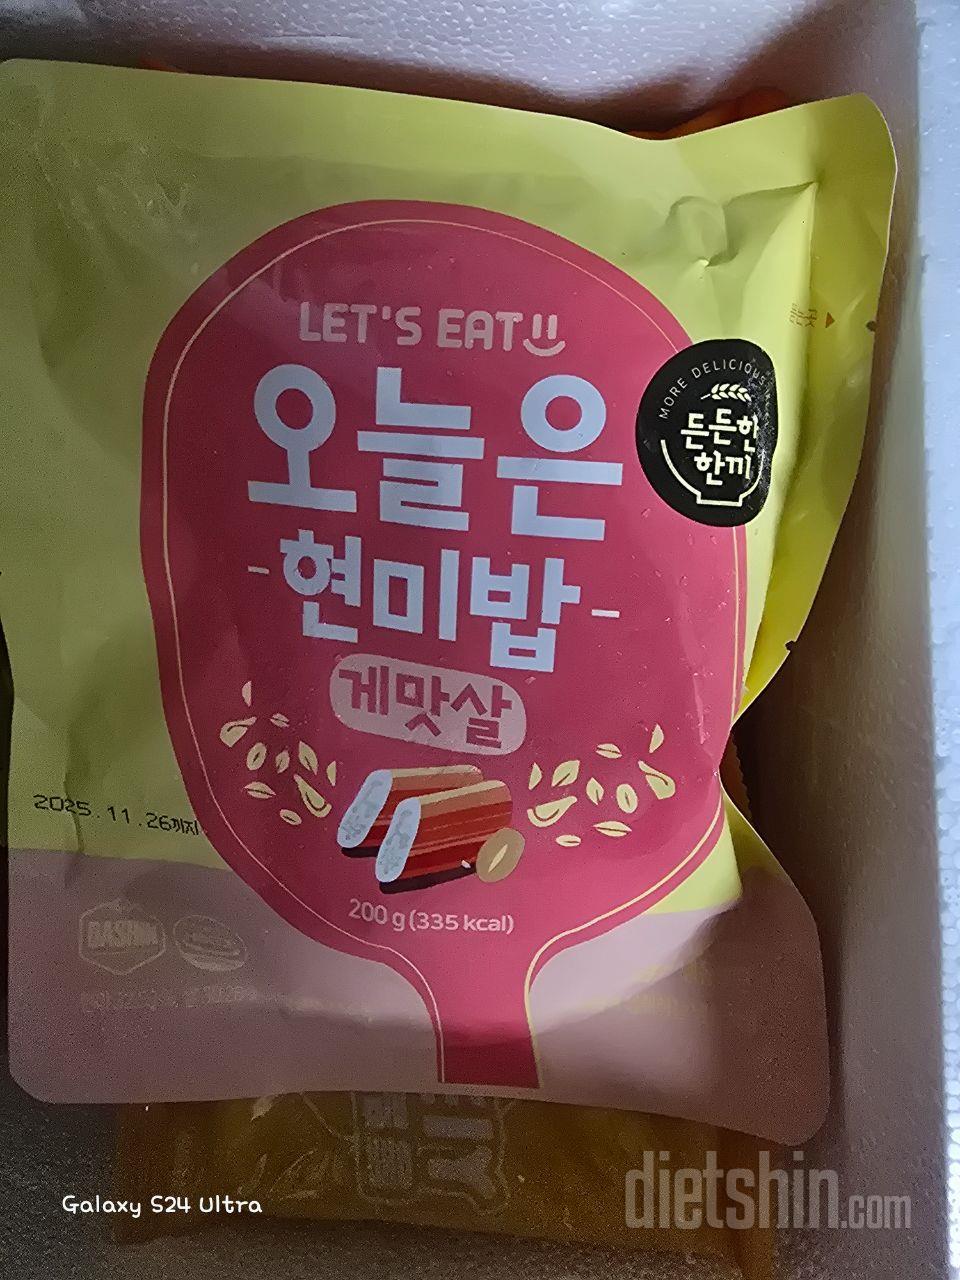 LET'S EAT
오늘은
현미밥
게맛살
MORE DELICIOUS
든든한
한끼
2025.11.26까지
200 g (335 kcal)
Galaxy S24 Ultra
dietshin.com